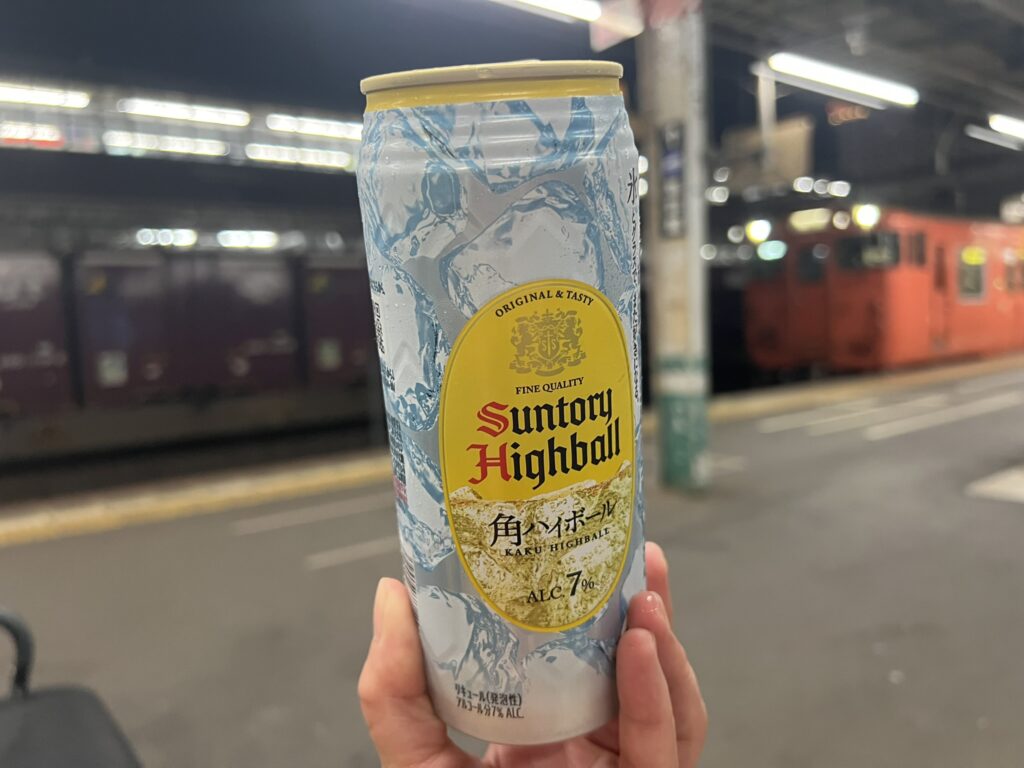 ORIGINAL & TASTY
FINE QUALITY
Suntory
Highball
角ハイボール
KAKU HIGHBALL
ALC. 7%
リキュール(発泡性)
アルコール分7% ALC.